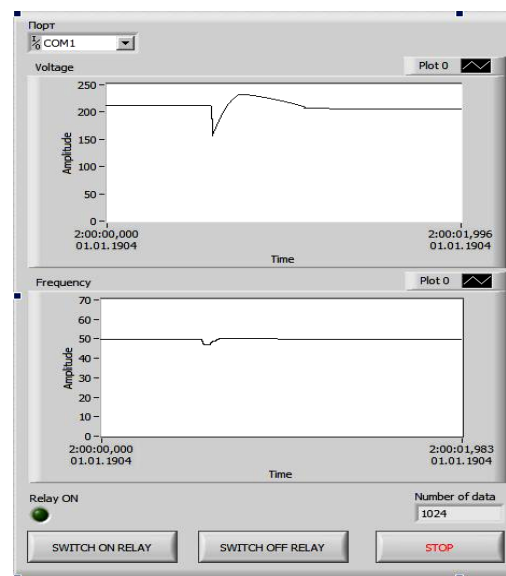 Порт
I/O COM1
Voltage
Plot 0
250
200
150
100
50
0
Amplitude
2:00:00,000
01.01.1904
2:00:01,996
01.01.1904
Time
Frequency
Plot 0
70
60
50
40
30
20
10
0
Amplitude
2:00:00,000
01.01.1904
2:00:01,983
01.01.1904
Time
Relay ON
Number of data
1024
SWITCH ON RELAY
SWITCH OFF RELAY
STOP